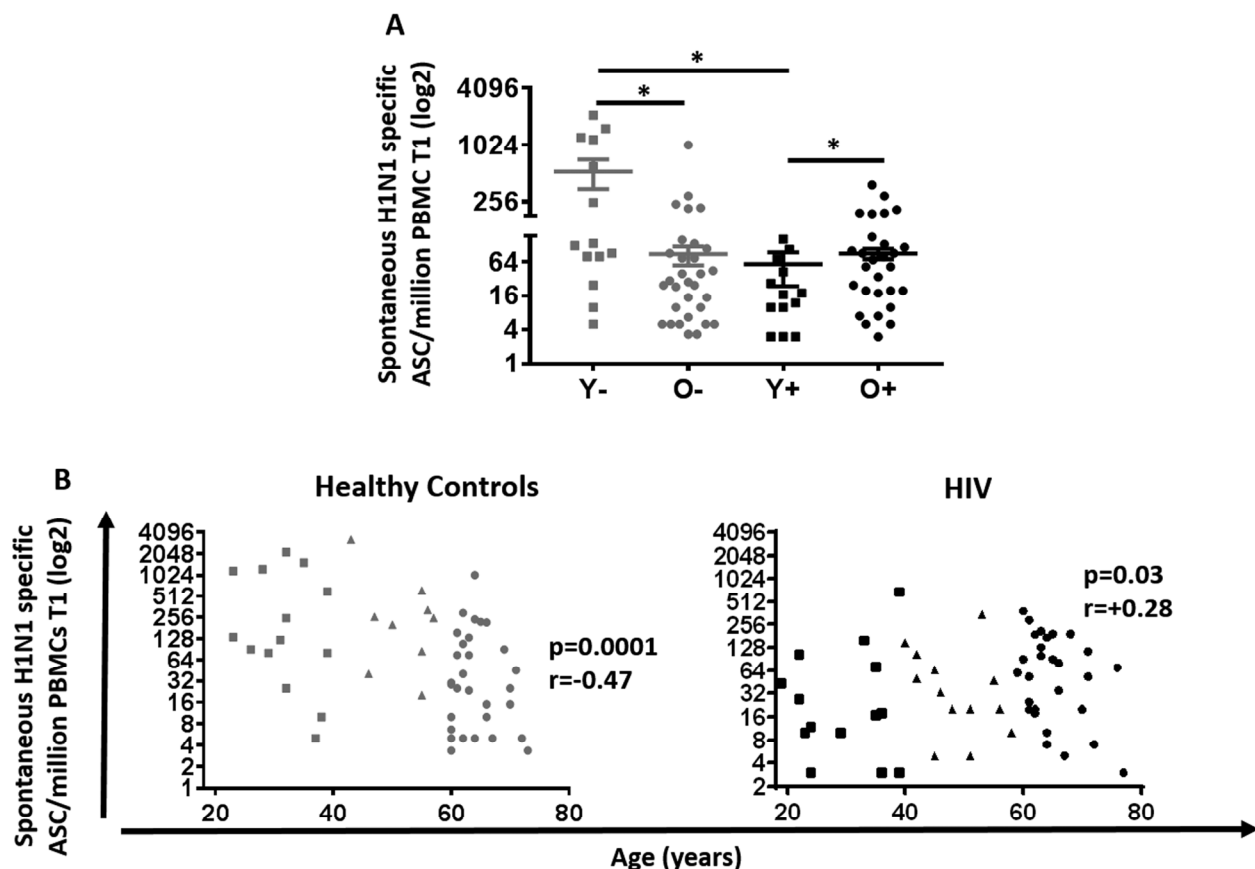 A
Spontaneous H1N1 specific
ASC/million PBMC T1 (log2)
4096
1024
256
64
16
4
1
*
*
*
Y-
O-
Y+
O+
B
Healthy Controls
HIV
Spontaneous H1N1 specific
ASC/million PBMCs T1 (log2)
4096
2048
1024
512
256
128
64
32
16
8
4
2
1
20
40
60
80
p=0.0001
r=-0.47
4096
2048
1024
512
256
128
64
32
16
8
4
2
20
40
60
80
p=0.03
r=+0.28
Age (years)